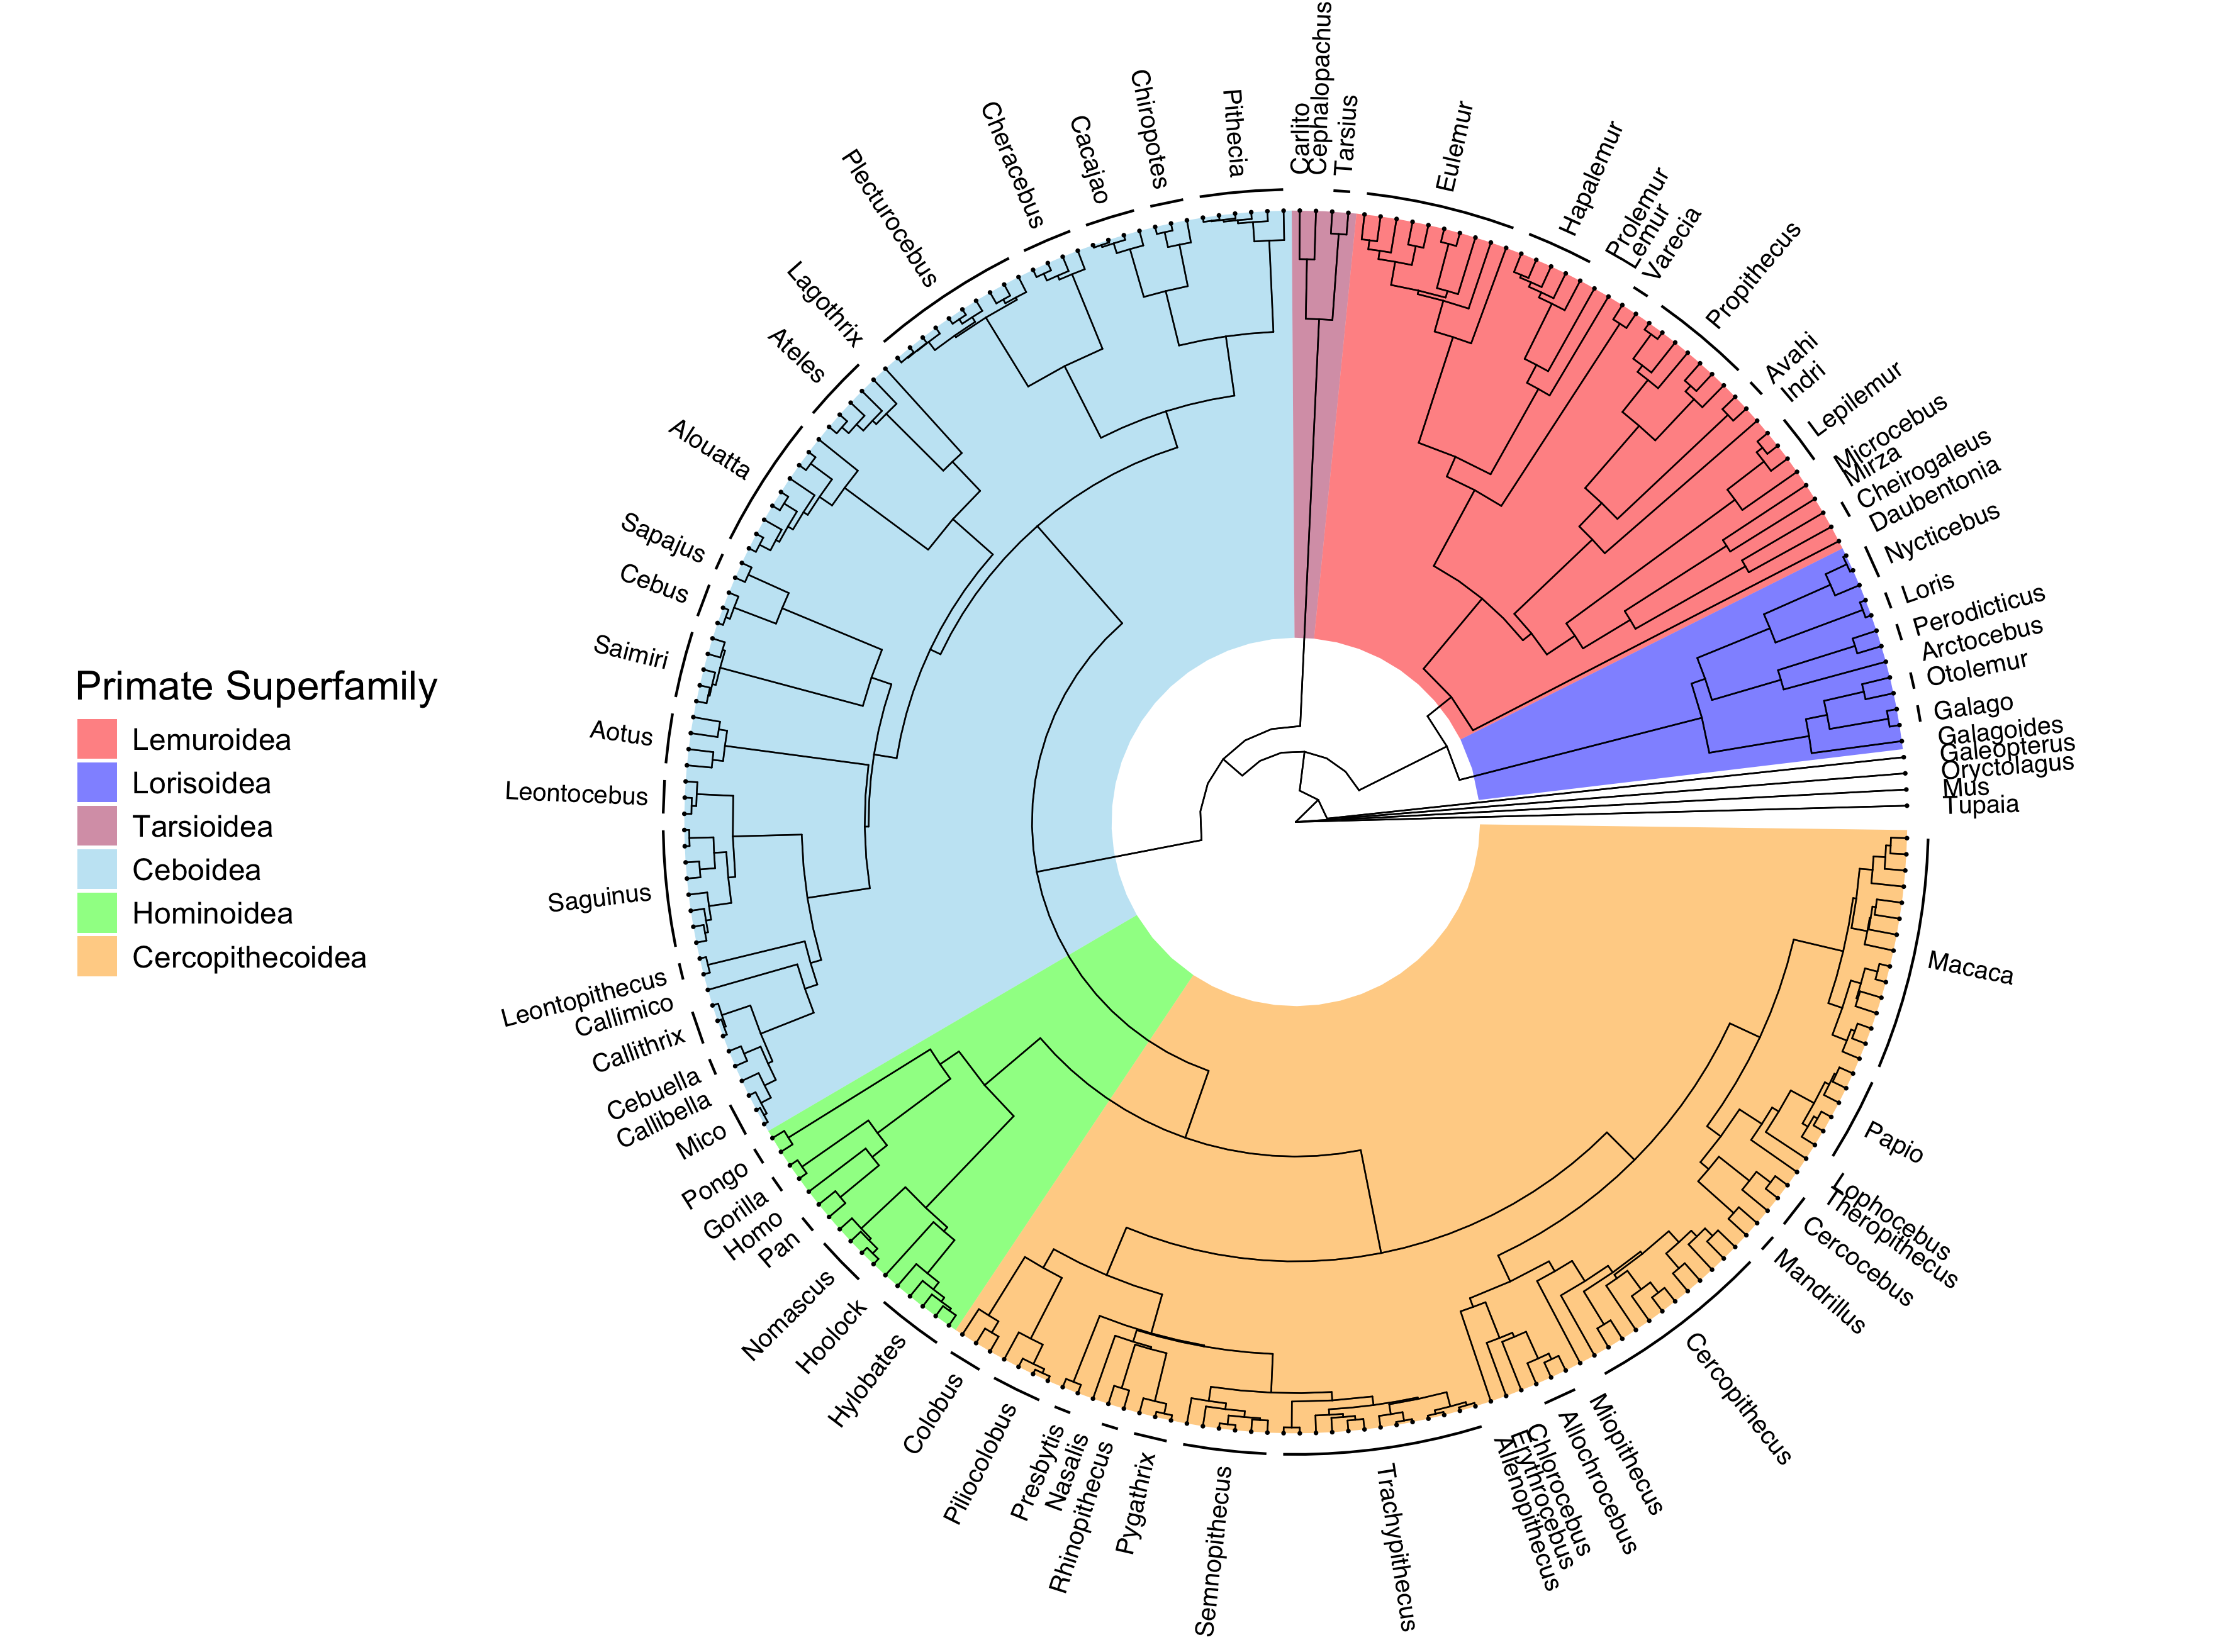 Primate Superfamily
Lemuroidea
Lorisoidea
Tarsioidea
Ceboidea
Hominoidea
Cercopithecoidea
Carlito
Cephalopachus
Tarsius
Eulemur
Hapalemur
Prolemur
Lemur
Varecia
Propithecus
Avahi
Indri
Lepilemur
Microcebus
Mirza
Cheirogaleus
Daubentonia
Nycticebus
Loris
Perodicticus
Arctocebus
Otolemur
Galago
Galagoides
Galeopterus
Oryctolagus
Mus
Tupaia
Macaca
Papio
Lophocebus
Theropithecus
Cercocebus
Mandrillus
Cercopithecus
Miopithecus
Allochrocebus
Chlorocebus
Erythrocebus
Allenopithecus
Trachypithecus
Semnopithecus
Pygathrix
Rhinopithecus
Nasalis
Presbytis
Piliocolobus
Colobus
Hylobates
Hoolock
Nomascus
Pan
Homo
Gorilla
Pongo
Mico
Callibella
Cebuella
Callithrix
Callimico
Leontopithecus
Saguinus
Leontocebus
Aotus
Saimiri
Cebus
Sapajus
Alouatta
Ateles
Lagothrix
Plecturocebus
Cheracebus
Cacajao
Chiropotes
Pithecia